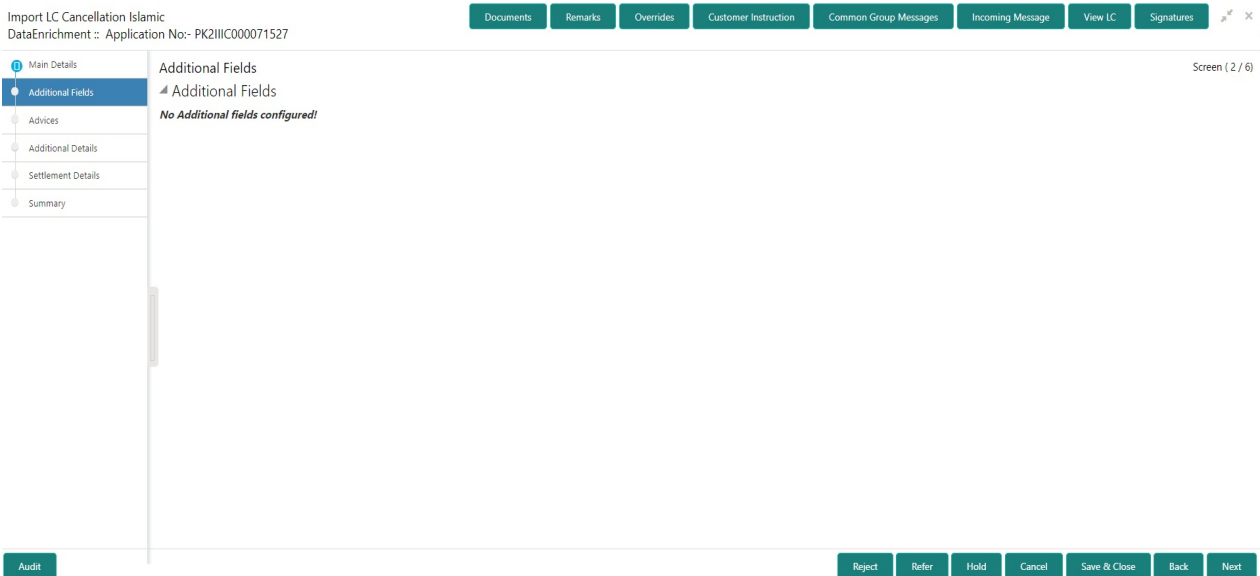 Import LC Cancellation Islamic
DataEnrichment :: Application No:- PK2IIIC000071527
Documents
Remarks
Overrides
Customer Instruction
Common Group Messages
Incoming Message
View LC
Signatures
Main Details
Additional Fields
Advices
Additional Details
Settlement Details
Summary
Additional Fields
Screen ( 2 / 6)
Additional Fields
No Additional fields configured!
Audit
Reject
Refer
Hold
Cancel
Save & Close
Back
Next